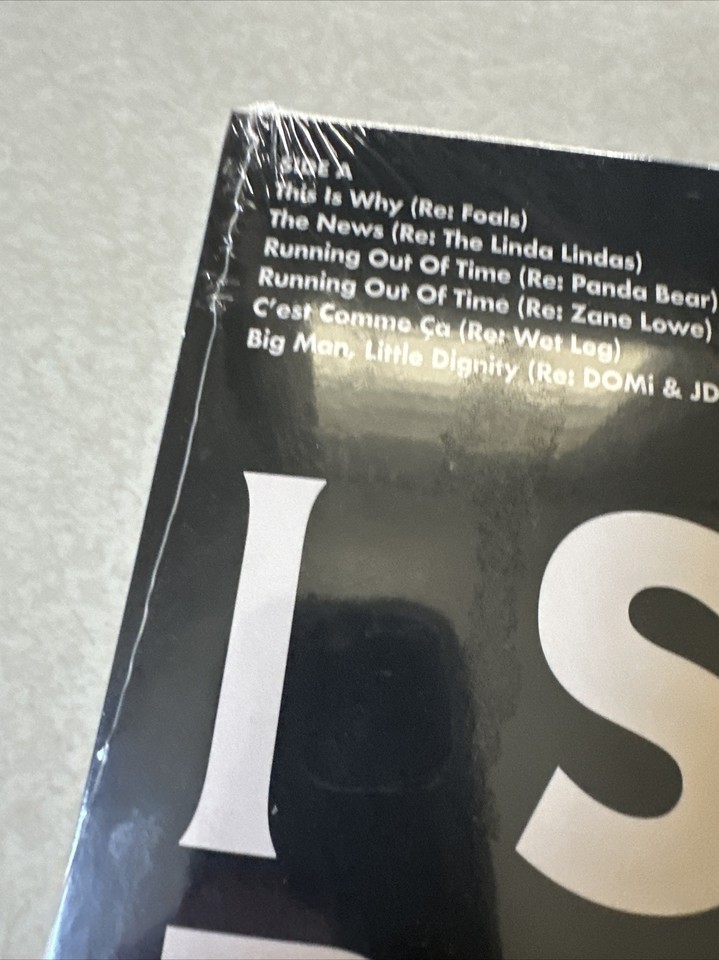 SIDE A
This Is Why (Re: Foals)
The News (Re: The Linda Lindas)
Running Out Of Time (Re: Panda Bear)
Running Out Of Time (Re: Zane Lowe)
C'est Comme Ça (Re: Wet Leg)
Big Man, Little Dignity (Re: DOMi & JD
I S